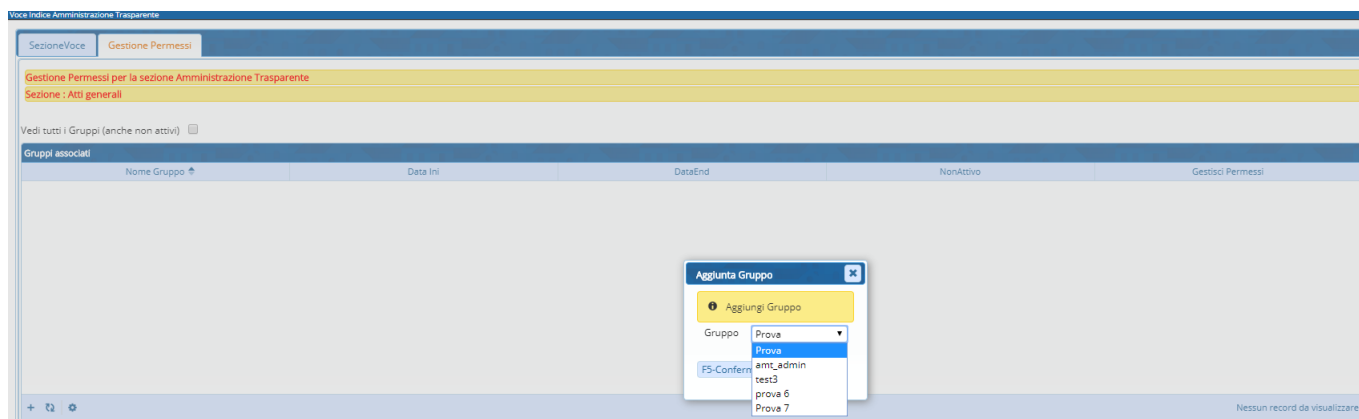 Voce Indice Amministrazione Trasparente
SezioneVoce Gestione Permessi
Gestione Permessi per la sezione Amministrazione Trasparente
Sezione : Atti generali
Vedi tutti i Gruppi (anche non attivi)
Gruppi associati
Nome Gruppo Data Ini DataEnd NonAttivo Gestisci Permessi
Aggiunta Gruppo
Aggiungi Gruppo
Gruppo Prova
Prova
F5-Conferm amt_admin
test3
prova 6
Prova 7
Nessun record da visualizzare